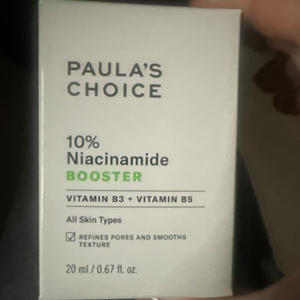 PAULA'S
CHOICE
10%
Niacinamide
BOOSTER
VITAMIN B3 + VITAMIN B5
All Skin Types
REFINES PORES AND SMOOTHS
TEXTURE
20 ml / 0.67 fl. oz.